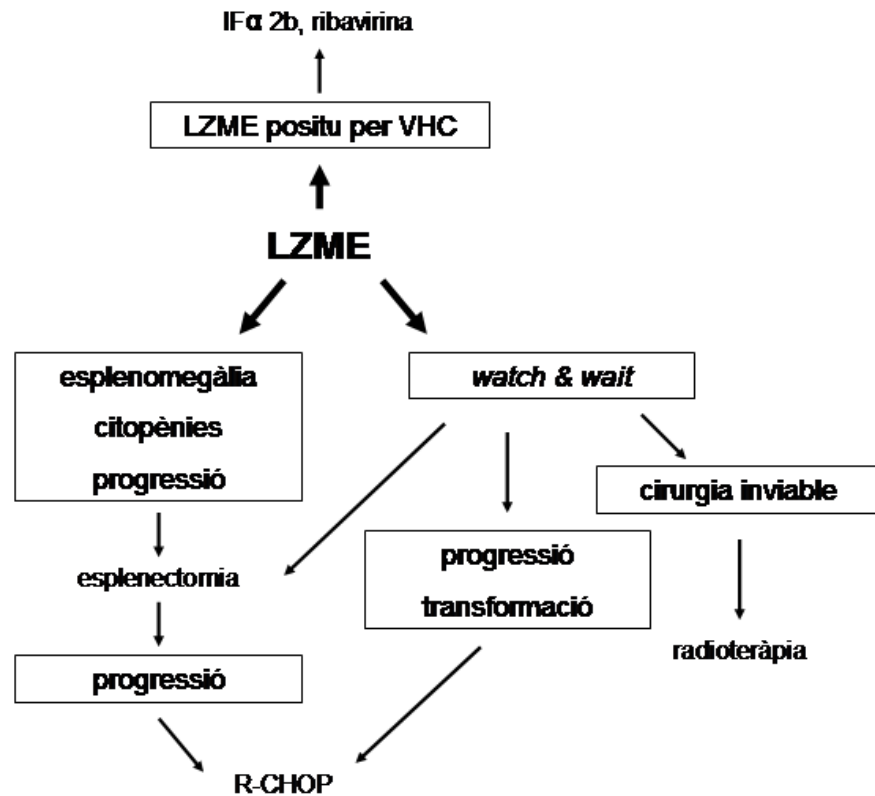 IFα 2b, ribavirina
LZME positu per VHC
LZME
esplenomegàlia
citopènies
progressió
watch & wait
cirurgia inviable
progressió
transformació
esplenectomia
radioteràpia
progressió
R-CHOP